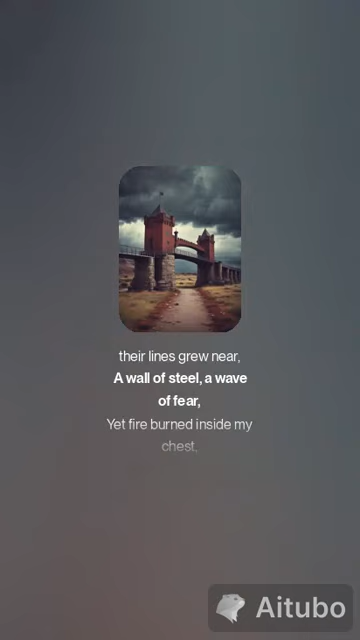 their lines grew near,
A wall of steel, a wave
of fear,
Yet fire burned inside my
chest,
Aitubo